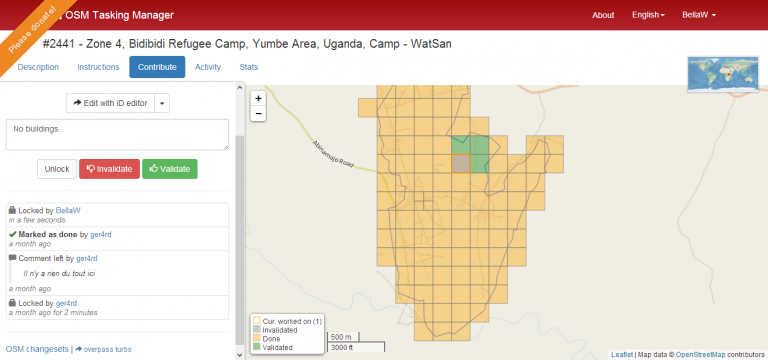 Please donate!
OSM Tasking Manager
About
English
BellaW
#2441 - Zone 4, Bidibidi Refugee Camp, Yumbe Area, Uganda, Camp - WatSan
Description
Instructions
Contribute
Activity
Stats
Edit with iD editor
No buildings.
Unlock
Invalidate
Validate
Locked by BellaW
in a few seconds
Marked as done by ger4rd
a month ago
Comment left by ger4rd
Il n'y a rien du tout ici
a month ago
Locked by ger4rd
a month ago for 2 minutes
OSM changesets | overpass turbo
+
−
Abiriamajo Road
Cur. worked on (1)
Invalidated
Done
Validated
500 m
3000 ft
Leaflet | Map data © OpenStreetMap contributors